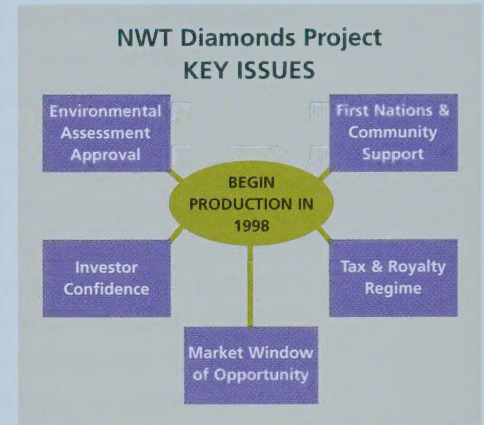 NWT Diamonds Project
KEY ISSUES
Environmental
Assessment
Approval
First Nations &
Community
Support
BEGIN
PRODUCTION IN
1998
Investor
Confidence
Tax & Royalty
Regime
Market Window
of Opportunity